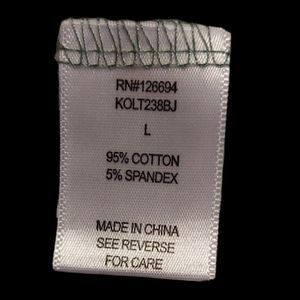 RN#126694
KOLT238BJ
L
95% COTTON
5% SPANDEX
MADE IN CHINA
SEE REVERSE
FOR CARE